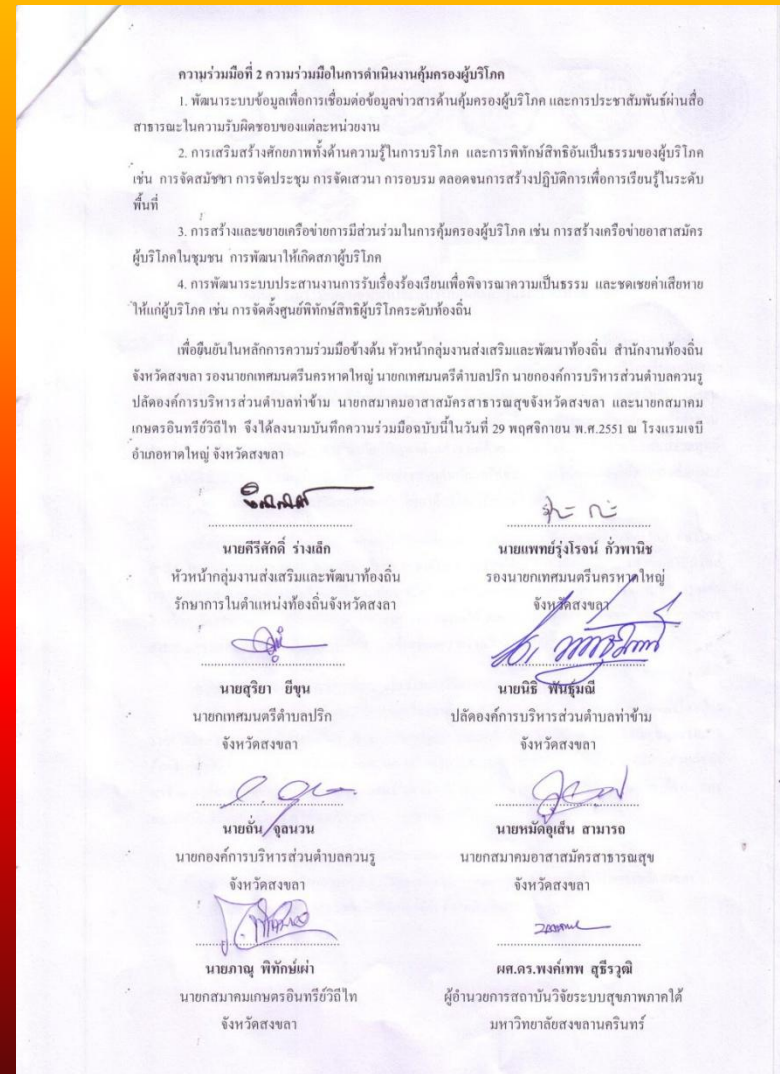 ความร่วมมือที่ 2 ความร่วมมือในการดำเนินงานคุ้มครองผู้บริโภค
1. พัฒนาระบบข้อมูลเพื่อการเชื่อมต่อข้อมูลข่าวสารด้านคุ้มครองผู้บริโภค และการประชาสัมพันธ์ผ่านสื่อ
สาธารณะในความรับผิดชอบของแต่ละหน่วยงาน
2. การเสริมสร้างศักยภาพทั้งด้านความรู้ในการบริโภค และการพิทักษ์สิทธิอันเป็นธรรมของผู้บริโภค
เช่น การจัดสมัชชา การจัดประชุม การจัดเสวนา การอบรม ตลอดจนการสร้างปฏิบัติการเพื่อการเรียนรู้ในระดับ
พื้นที่
3. การสร้างและขยายเครือข่ายการมีส่วนร่วมในการคุ้มครองผู้บริโภค เช่น การสร้างเครือข่ายอาสาสมัคร
ผู้บริโภคในชุมชน การพัฒนาให้เกิดสภาผู้บริโภค
4. การพัฒนาระบบประสานงานการรับเรื่องร้องเรียนเพื่อพิจารณาความเป็นธรรม และชดเชยค่าเสียหาย
ให้แก่ผู้บริโภค เช่น การจัดตั้งศูนย์พิทักษ์สิทธิผู้บริโภคระดับท้องถิ่น
เพื่อยืนยันในหลักการความร่วมมือข้างต้น หัวหน้ากลุ่มงานส่งเสริมและพัฒนาท้องถิ่น สำนักงานท้องถิ่น
จังหวัดสงขลา รองนายกเทศมนตรีนครหาดใหญ่ นายกเทศมนตรีตำบลปริก นายกองค์การบริหารส่วนตำบลควนรู
ปลัดองค์การบริหารส่วนตำบลท่าข้าม นายกสมาคมอาสาสมัครสาธารณสุขจังหวัดสงขลา และนายกสมาคม
เกษตรอินทรีย์วิถีไท จึงได้ลงนามบันทึกความร่วมมือฉบับนี้ในวันที่ 29 พฤศจิกายน พ.ศ.2551 ณ โรงแรมเจบี
อำเภอหาดใหญ่ จังหวัดสงขลา
นายคีรีศักดิ์ ร่างเล็ก
หัวหน้ากลุ่มงานส่งเสริมและพัฒนาท้องถิ่น
รักษาการในตำแหน่งท้องถิ่นจังหวัดสงลา
นายแพทย์รุ่งโรจน์ กั่วพานิช
รองนายกเทศมนตรีนครหาดใหญ่
จังหวัดสงขลา
นายสุริยา ยีขุน
นายกเทศมนตรีตำบลปริก
จังหวัดสงขลา
นายนิธิ พันธุ์มณี
ปลัดองค์การบริหารส่วนตำบลท่าข้าม
จังหวัดสงขลา
นายถั่น จุลนวน
นายกองค์การบริหารส่วนตำบลควนรู
จังหวัดสงขลา
นายหมัดอูเส็น สามารถ
นายกสมาคมอาสาสมัครสาธารณสุข
จังหวัดสงขลา
นายภาณุ พิทักษ์เผ่า
นายกสมาคมเกษตรอินทรีย์วิถีไท
จังหวัดสงขลา
ผศ.ดร.พงค์เทพ สุธีรวุฒิ
ผู้อำนวยการสถาบันวิจัยระบบสุขภาพภาคใต้
มหาวิทยาลัยสงขลานครินทร์